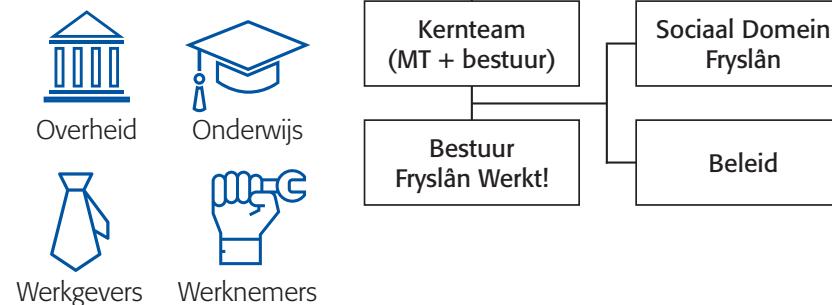 Overheid
Onderwijs
Werkgevers
Werknemers
Kernteam
(MT + bestuur)
Bestuur
Fryslân Werkt!
Sociaal Domein
Fryslân
Beleid